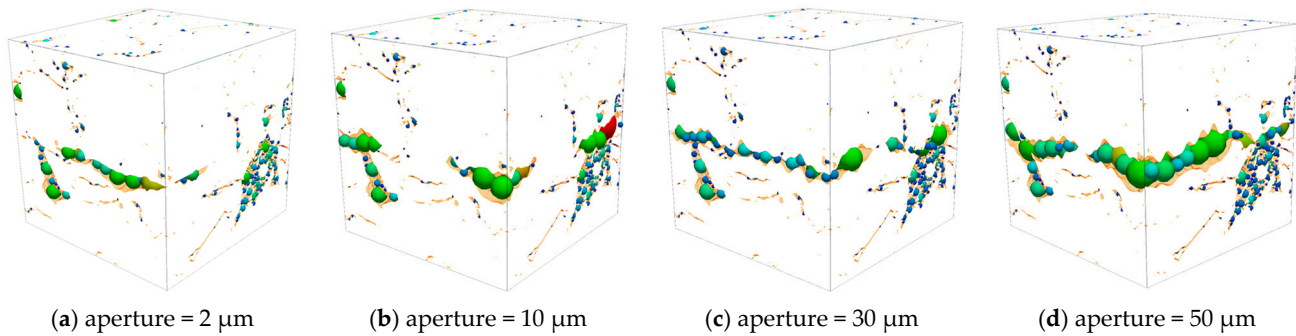 (a) aperture = 2 μm (b) aperture = 10 μm (c) aperture = 30 μm (d) aperture = 50 μm